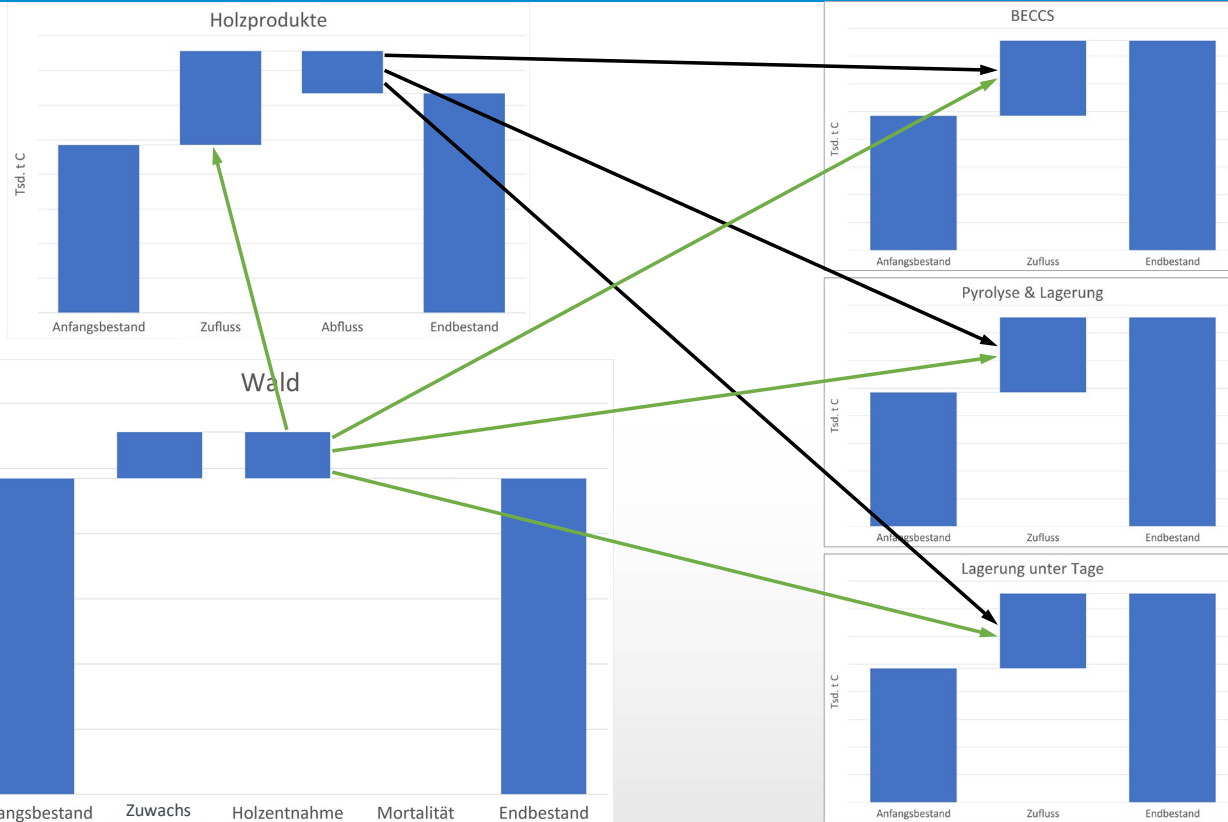 Holzprodukte
Tsd. t C
Anfangsbestand Zufluss Abfluss Endbestand
Wald
angsbestand Zuwachs Holzentnahme Mortalität Endbestand
BECCS
Tsd. t C
Anfangsbestand Zufluss Endbestand
Pyrolyse & Lagerung
Tsd. t C
Anfangsbestand Zufluss Endbestand
Lagerung unter Tage
Tsd. t C
Anfangsbestand Zufluss Endbestand